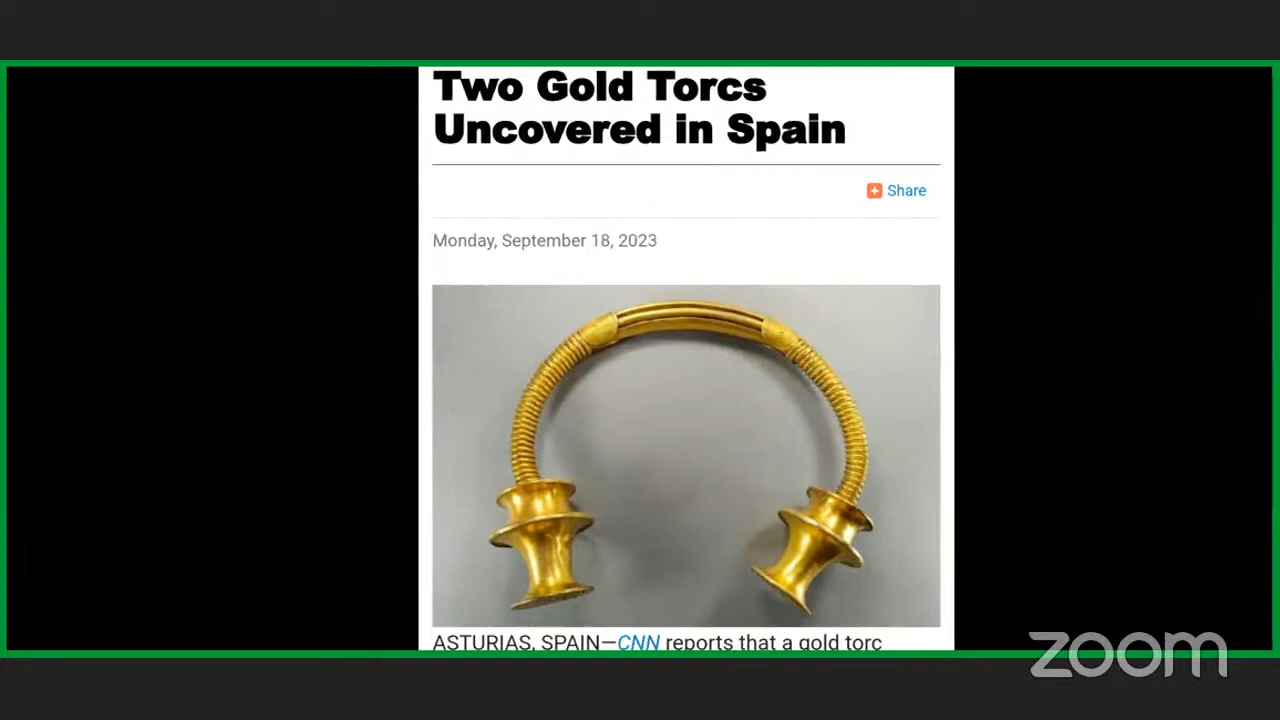 Two Gold Torcs
Uncovered in Spain
Share
Monday, September 18, 2023
ASTURIAS, SPAIN—CNN reports that a gold torc
zoom